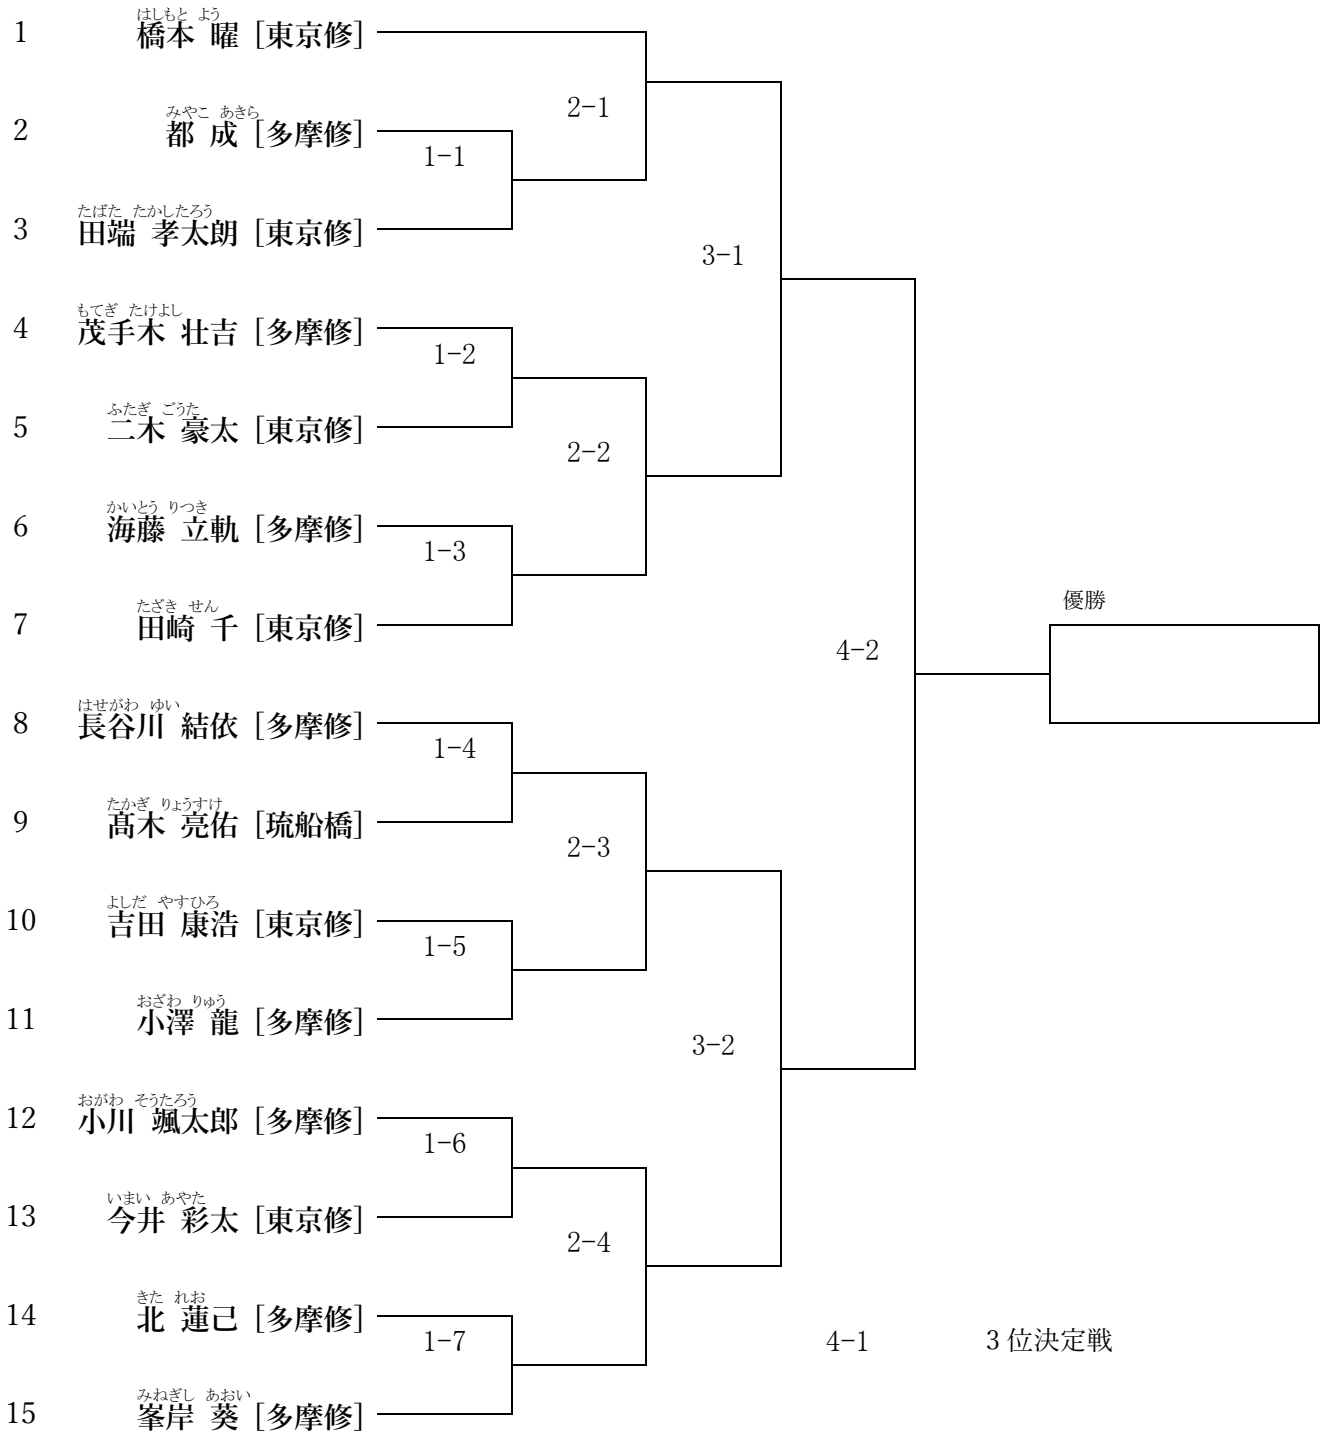 はしもと よう
1 橋本 曜 [東京修]
みやこ あきら
2 都 成 [多摩修]
2-1
1-1
たばた たかしたろう
3 田端 孝太朗 [東京修]
3-1
もてぎ たけよし
4 茂手木 壮吉 [多摩修]
1-2
ふたぎ ごうた
5 二木 豪太 [東京修]
2-2
かいとう りつき
6 海藤 立軌 [多摩修]
1-3
たざき せん
7 田崎 千 [東京修]
優勝
4-2
はせがわ ゆい
8 長谷川 結依 [多摩修]
1-4
たかぎ りょうすけ
9 髙木 亮佑 [琉船橋]
2-3
よしだ やすひろ
10 吉田 康浩 [東京修]
1-5
おざわ りゅう
11 小澤 龍 [多摩修]
3-2
おがわ そうたろう
12 小川 颯太郎 [多摩修]
1-6
いまい あやた
13 今井 彩太 [東京修]
2-4
きた れお
14 北 蓮己 [多摩修]
1-7
4-1 3位決定戦
みねぎし あおい
15 峯岸 葵 [多摩修]